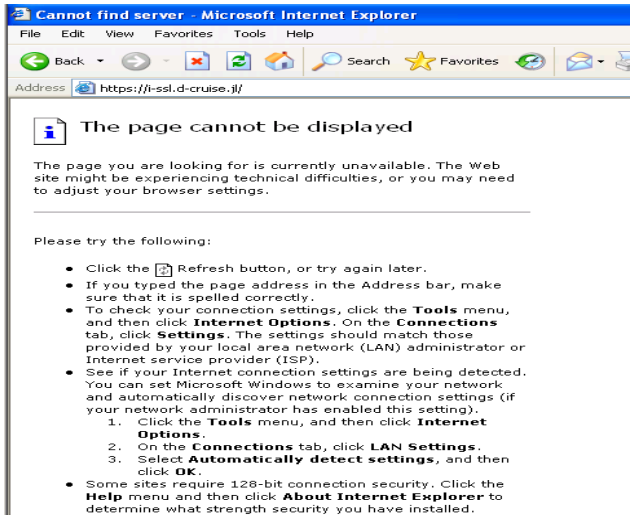 Cannot find server - Microsoft Internet Explorer
File Edit View Favorites Tools Help
Back Search Favorites
Address https://i-ssl.d-cruise.jl/
The page cannot be displayed
The page you are looking for is currently unavailable. The Web
site might be experiencing technical difficulties, or you may need
to adjust your browser settings.
Please try the following:
• Click the Refresh button, or try again later.
• If you typed the page address in the Address bar, make
sure that it is spelled correctly.
• To check your connection settings, click the Tools menu,
and then click Internet Options. On the Connections
tab, click Settings. The settings should match those
provided by your local area network (LAN) administrator or
Internet service provider (ISP).
• See if your Internet connection settings are being detected.
You can set Microsoft Windows to examine your network
and automatically discover network connection settings (if
your network administrator has enabled this setting).
1. Click the Tools menu, and then click Internet
Options.
2. On the Connections tab, click LAN Settings.
3. Select Automatically detect settings, and then
click OK.
• Some sites require 128-bit connection security. Click the
Help menu and then click About Internet Explorer to
determine what strength security you have installed.